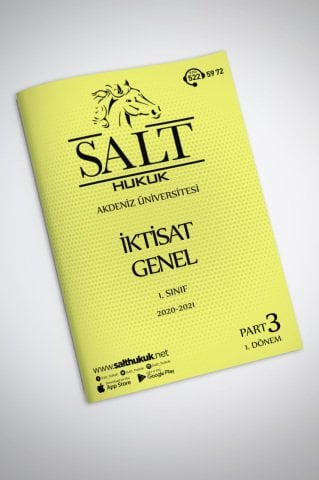 522 59 72
SALT
HUKUK
AKDENİZ ÜNİVERSİTESİ
İKTİSAT
GENEL
1. SINIF
2020-2021
PART 3
1. DÖNEM
www.salthukuk.net
App Store
Google Play